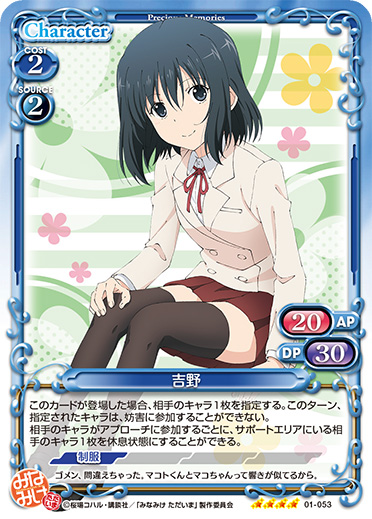 Precious Memories
Character
COST
2
SOURCE
2
20 AP
DP 30
吉野
このカードが登場した場合、相手のキャラ1枚を指定する。このターン、
指定されたキャラは、妨害に参加することができない。
相手のキャラがアプローチに参加するごとに、サポートエリアにいる相
手のキャラ1枚を休息状態にすることができる。
制服
ゴメン、間違えちゃった。マコトくんとマコちゃんって響きが似てるから。
みなみけ
ただいま
©桜場コハル・講談社/「みなみけ ただいま」製作委員会
01-053